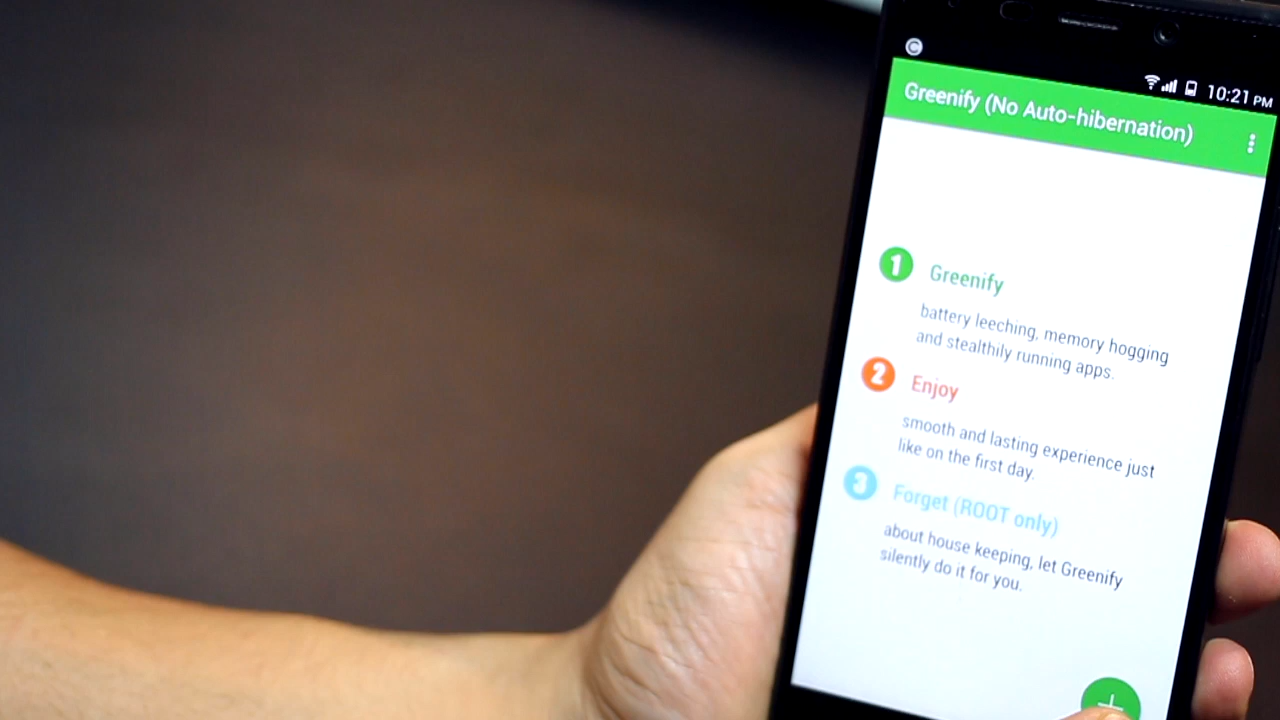 10:21 PM
Greenify (No Auto-hibernation)
1 Greenify
battery leeching, memory hogging
and stealthily running apps.
2 Enjoy
smooth and lasting experience just
like on the first day.
3 Forget (ROOT only)
about house keeping, let Greenify
silently do it for you.